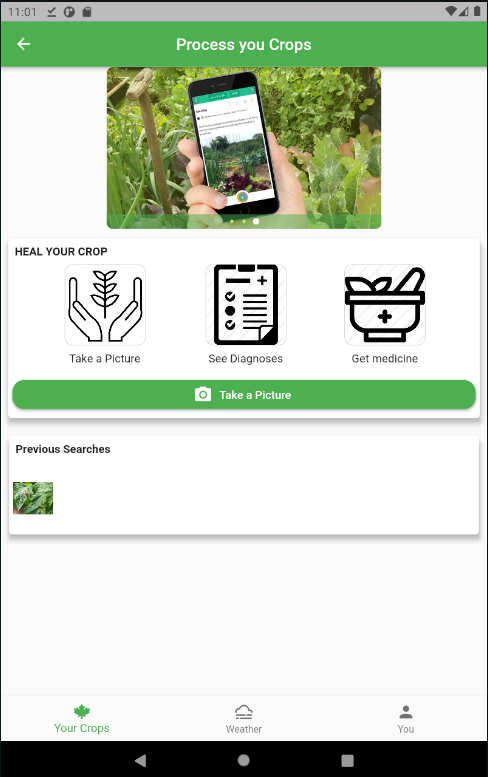 11:01
Process you Crops
HEAL YOUR CROP
Take a Picture
See Diagnoses
Get medicine
Take a Picture
Previous Searches
Your Crops
Weather
You